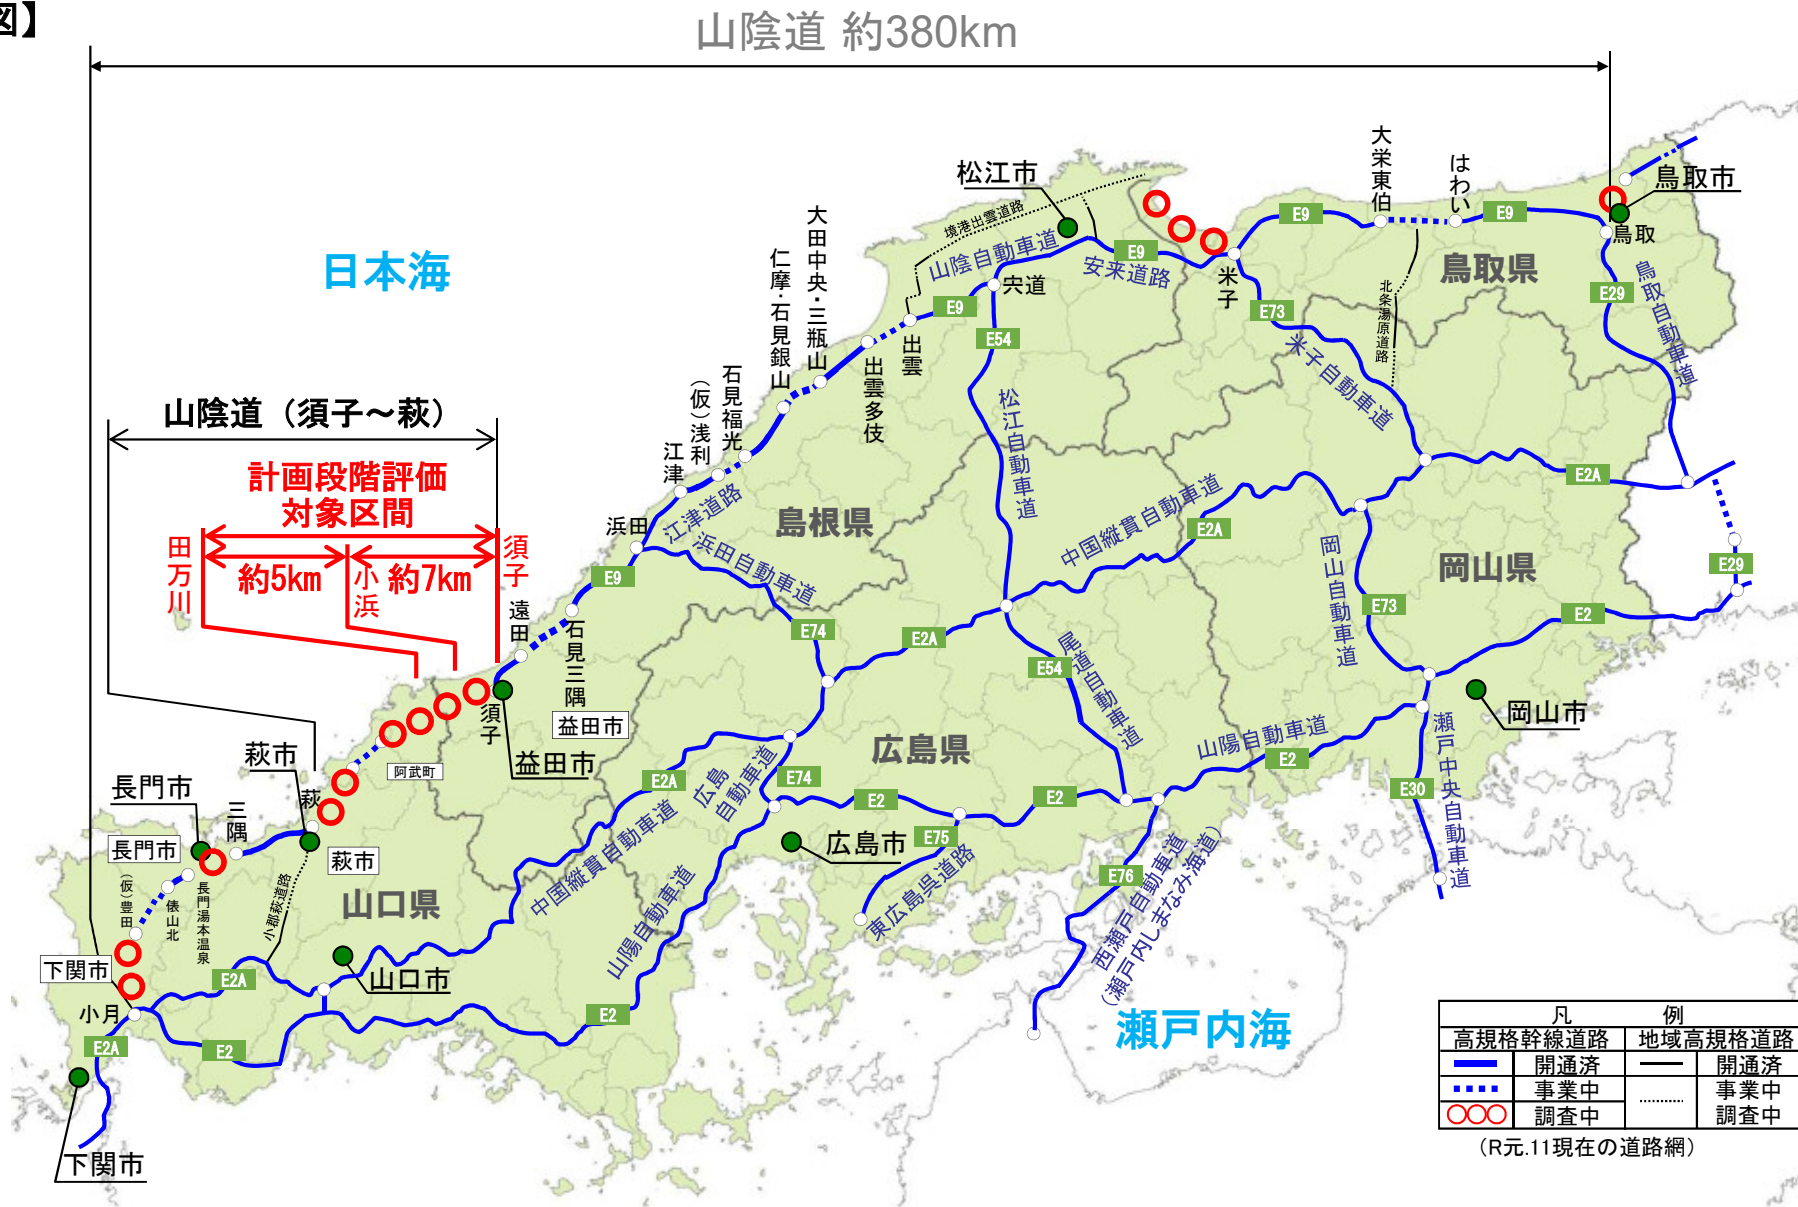 図】
山陰道 約380km
日本海
松江市
境港出雲道路
山陰自動車道
E9
安来道路
宍道
E9
E54
米子
E9
大栄東伯
はわい
E9
鳥取市
鳥取
鳥取県
E29
鳥取自動車道
北条湯原道路
E73
米子自動車道
大田中央・三瓶山
仁摩・石見銀山
石見福光
(仮)浅利
江津
出雲
出雲多伎
松江自動車道
山陰道（須子～萩）
計画段階評価
対象区間
田万川
約5km
小浜
約7km
須子
浜田
江津道路
浜田自動車道
島根県
E9
遠田
石見三隅
須子
益田市
益田市
E74
E2A
中国縦貫自動車道
E2A
E2A
岡山自動車道
岡山県
E73
E29
E2
尾道自動車道
E54
岡山市
山陽自動車道
E2
瀬戸中央自動車道
E30
広島県
広島
自動車道
E74
E2A
E2
E2
E75
広島市
東広島呉道路
E76
西瀬戸自動車道
(瀬戸内しまなみ海道)
中国縦貫自動車道
山陽自動車道
阿武町
萩市
萩
萩市
長門市
三隅
長門市
(仮)豊田
俵山北
長門湯本温泉
小郡萩道路
山口県
山口市
下関市
小月
E2A
E2A
E2
E2
下関市
瀬戸内海
凡 例
高規格幹線道路 地域高規格道路
開通済 開通済
事業中 事業中
調査中 調査中
（R元.11現在の道路網）